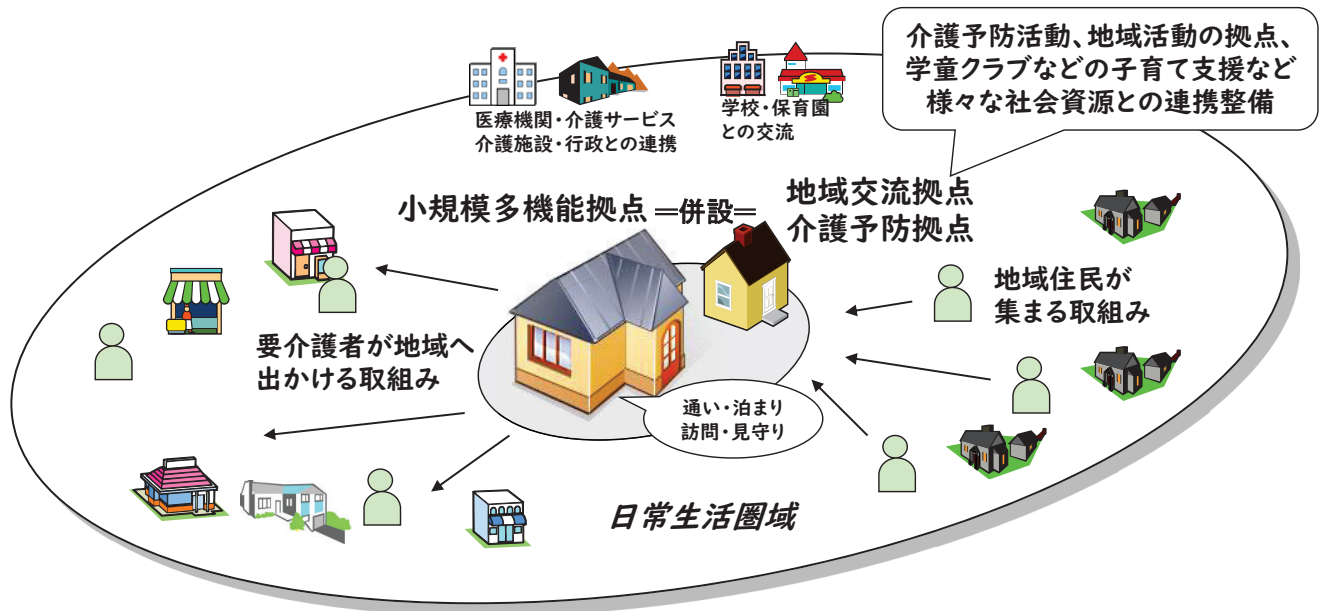 介護予防活動、地域活動の拠点、
学童クラブなどの子育て支援など
様々な社会資源との連携整備
医療機関・介護サービス
介護施設・行政との連携
学校・保育園
との交流
小規模多機能拠点
=併設=
地域交流拠点
介護予防拠点
地域住民が
集まる取組み
要介護者が地域へ
出かける取組み
通い・泊まり
訪問・見守り
日常生活圏域